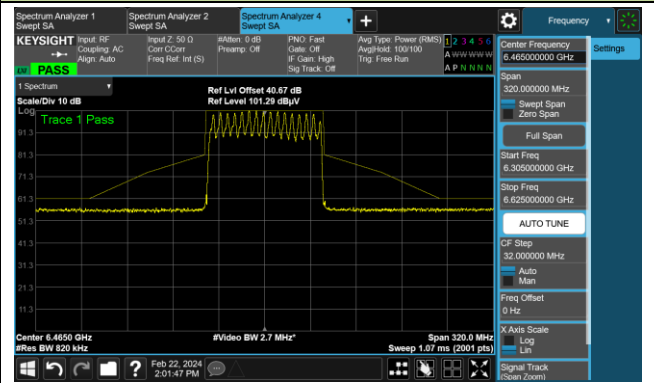 Spectrum Analyzer 1
Swept SA
Spectrum Analyzer 2
Swept SA
Spectrum Analyzer 4
Swept SA
Frequency
KEYSIGHT
Input: RF
Coupling: AC
Align: Auto
Input Z: 50 Ω
Corr CCorr
Freq Ref: Int (S)
#Atten: 0 dB
Preamp: Off
PNO: Fast
Gate: Off
IF Gain: High
Sig Track: Off
Avg Type: Power (RMS)
Avg|Hold: 100/100
Trig: Free Run
1 2 3 4 5 6
A W W W W W
A P N N N N
PASS
1 Spectrum
Scale/Div 10 dB
Ref Lvl Offset 40.67 dB
Ref Level 101.29 dBµV
Log
Trace 1 Pass
91.3
81.3
71.3
61.3
51.3
41.3
31.3
21.3
11.3
Center 6.4650 GHz
#Res BW 820 kHz
#Video BW 2.7 MHz*
Span 320.0 MHz
Sweep 1.07 ms (2001 pts)
Center Frequency
6.465000000 GHz
Settings
Span
320.000000 MHz
Swept Span
Zero Span
Full Span
Start Freq
6.305000000 GHz
Stop Freq
6.625000000 GHz
AUTO TUNE
CF Step
32.000000 MHz
Auto
Man
Freq Offset
0 Hz
X Axis Scale
Log
Lin
Signal Track
(Span Zoom)
Feb 22, 2024
2:01:47 PM